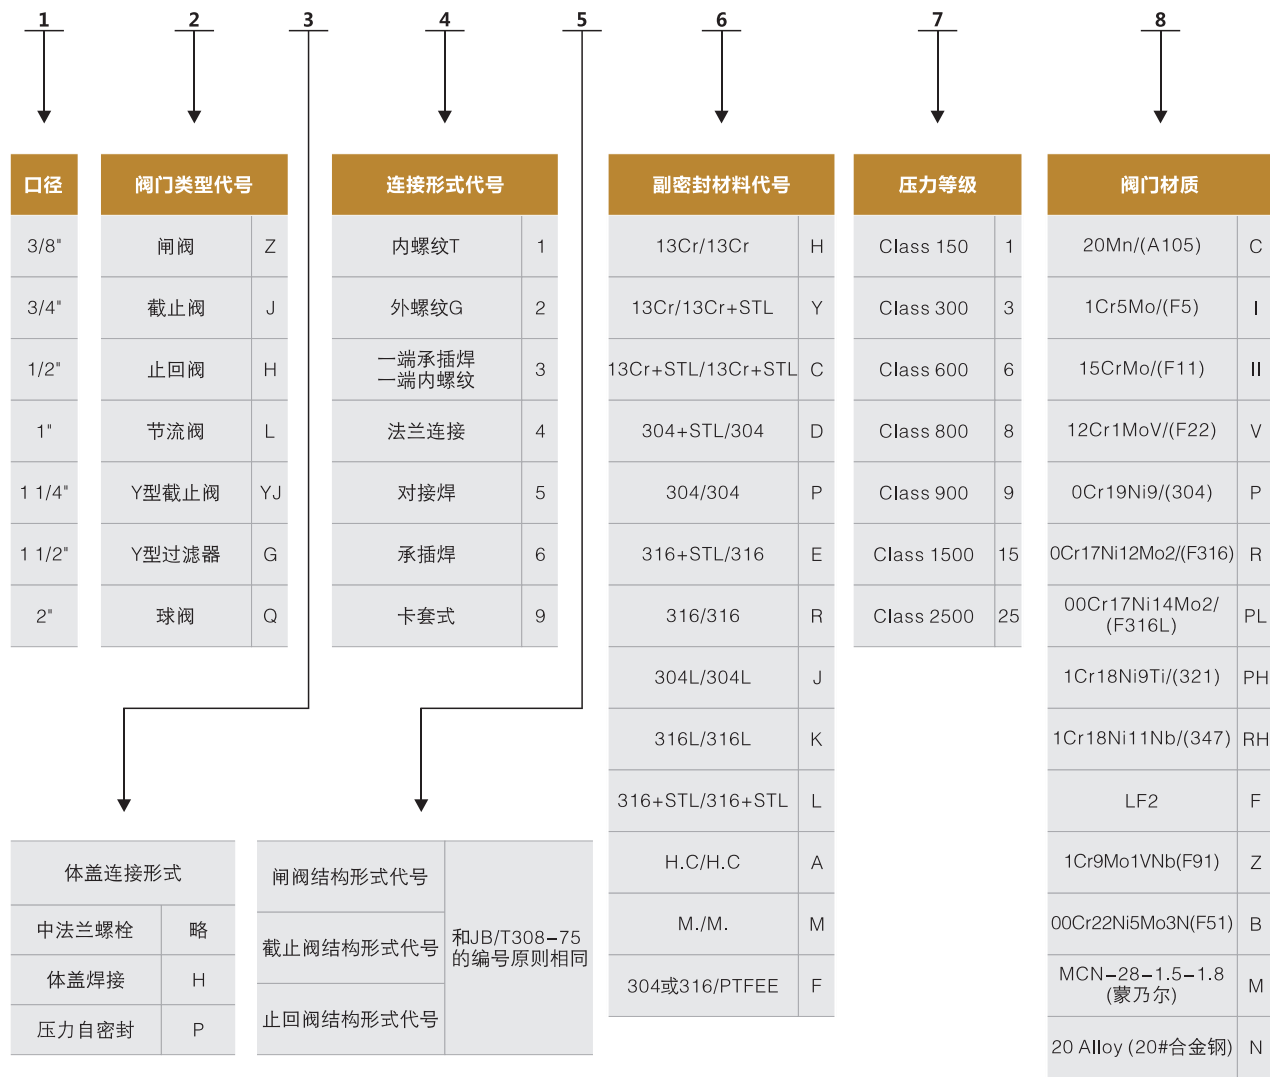 1 2 3 4 5 6 7 8
口径
3/8"
3/4"
1/2"
1"
1 1/4"
1 1/2"
2"
阀门类型代号
闸阀 Z
截止阀 J
止回阀 H
节流阀 L
Y型截止阀 YJ
Y型过滤器 G
球阀 Q
连接形式代号
内螺纹T 1
外螺纹G 2
一端承插焊
一端内螺纹 3
法兰连接 4
对接焊 5
承插焊 6
卡套式 9
副密封材料代号
13Cr/13Cr H
13Cr/13Cr+STL Y
13Cr+STL/13Cr+STL C
304+STL/304 D
304/304 P
316+STL/316 E
316/316 R
304L/304L J
316L/316L K
316+STL/316+STL L
H.C/H.C A
M./M. M
304或316/PTFEE F
压力等级
Class 150 1
Class 300 3
Class 600 6
Class 800 8
Class 900 9
Class 1500 15
Class 2500 25
阀门材质
20Mn/(A105) C
1Cr5Mo/(F5) I
15CrMo/(F11) II
12Cr1MoV/(F22) V
0Cr19Ni9/(304) P
0Cr17Ni12Mo2/(F316) R
00Cr17Ni14Mo2/
(F316L) PL
1Cr18Ni9Ti/(321) PH
1Cr18Ni11Nb/(347) RH
LF2 F
1Cr9Mo1VNb(F91) Z
00Cr22Ni5Mo3N(F51) B
MCN-28-1.5-1.8
(蒙乃尔) M
20 Alloy (20#合金钢) N
体盖连接形式
中法兰螺栓 略
体盖焊接 H
压力自密封 P
闸阀结构形式代号
截止阀结构形式代号
止回阀结构形式代号
和JB/T308-75
的编号原则相同